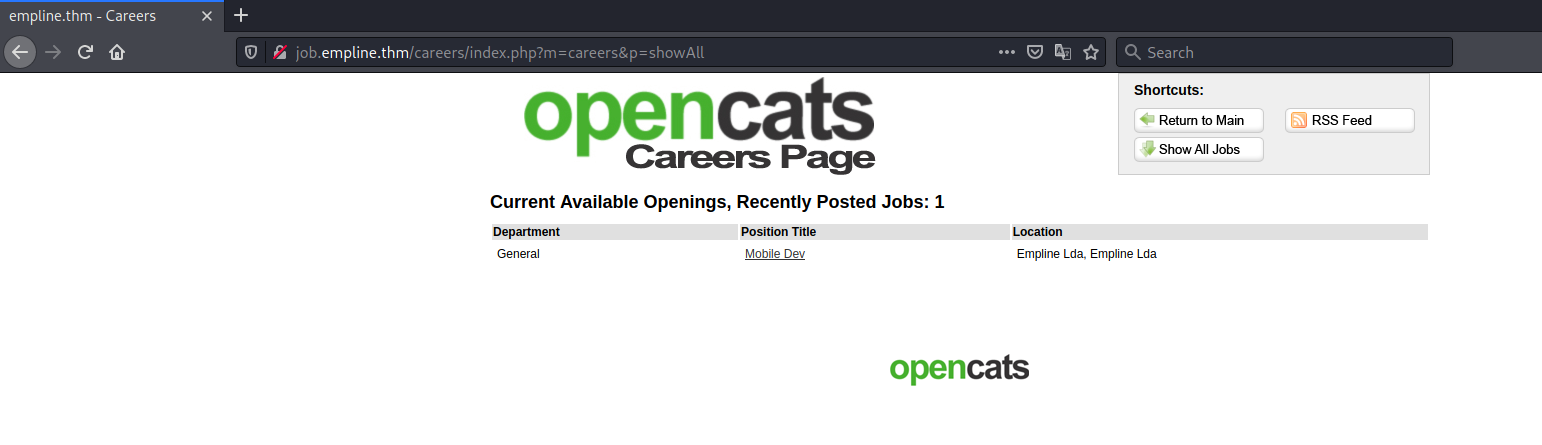 empline.thm - Careers
job.empline.thm/careers/index.php?m=careers&p=showAll
Search
opencats
Careers Page
Shortcuts:
Return to Main RSS Feed
Show All Jobs
Current Available Openings, Recently Posted Jobs: 1
Department Position Title Location
General Mobile Dev Empline Lda, Empline Lda
opencats